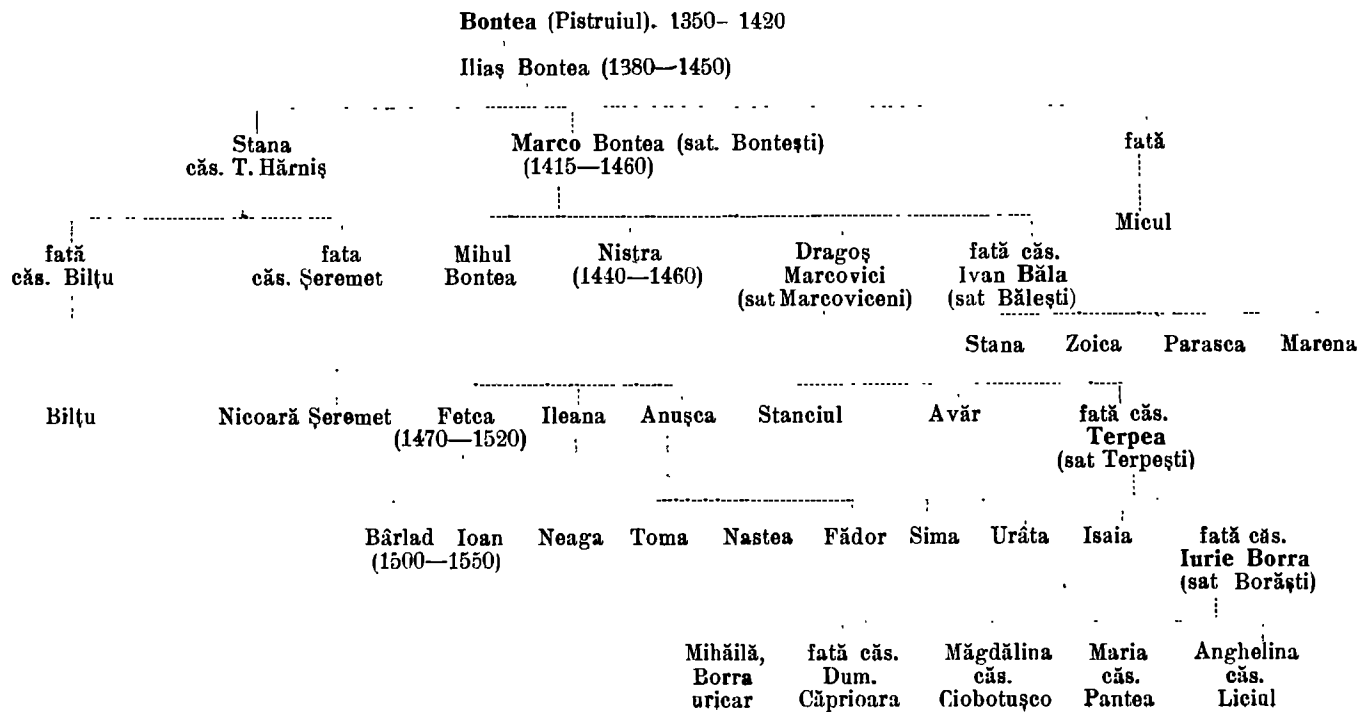 Bontea (Pistruiul). 1350– 1420
Iliaș Bontea (1380—1450)
Stana
căs. T. Hărniș
Marco Bontea (sat. Bontești)
(1415—1460)
fată
Micul
fată
căs. Bilțu
fata
căs. Șeremet
Mihul
Bontea
Nistra
(1440—1460)
Dragoș
Marcovici
(sat Marcoviceni)
fată căs.
Ivan Băla
(sat Bălești)
Stana Zoica Parasca Marena
Bilțu
Nicoară Șeremet
Fetca
(1470—1520)
Ileana
Anușca
Stanciul
Avăr
fată căs.
Terpea
(sat Terpești)
Bârlad Ioan
(1500—1550)
Neaga
Toma
Nastea
Fădor
Sima
Urâta
Isaia
fată căs.
Iurie Borra
(sat Borăști)
Mihăilă,
Borra
uricar
fată căs.
Dum.
Căprioara
Măgdălina
căs.
Ciobotușco
Maria
căs.
Pantea
Anghelina
căs.
Liciul